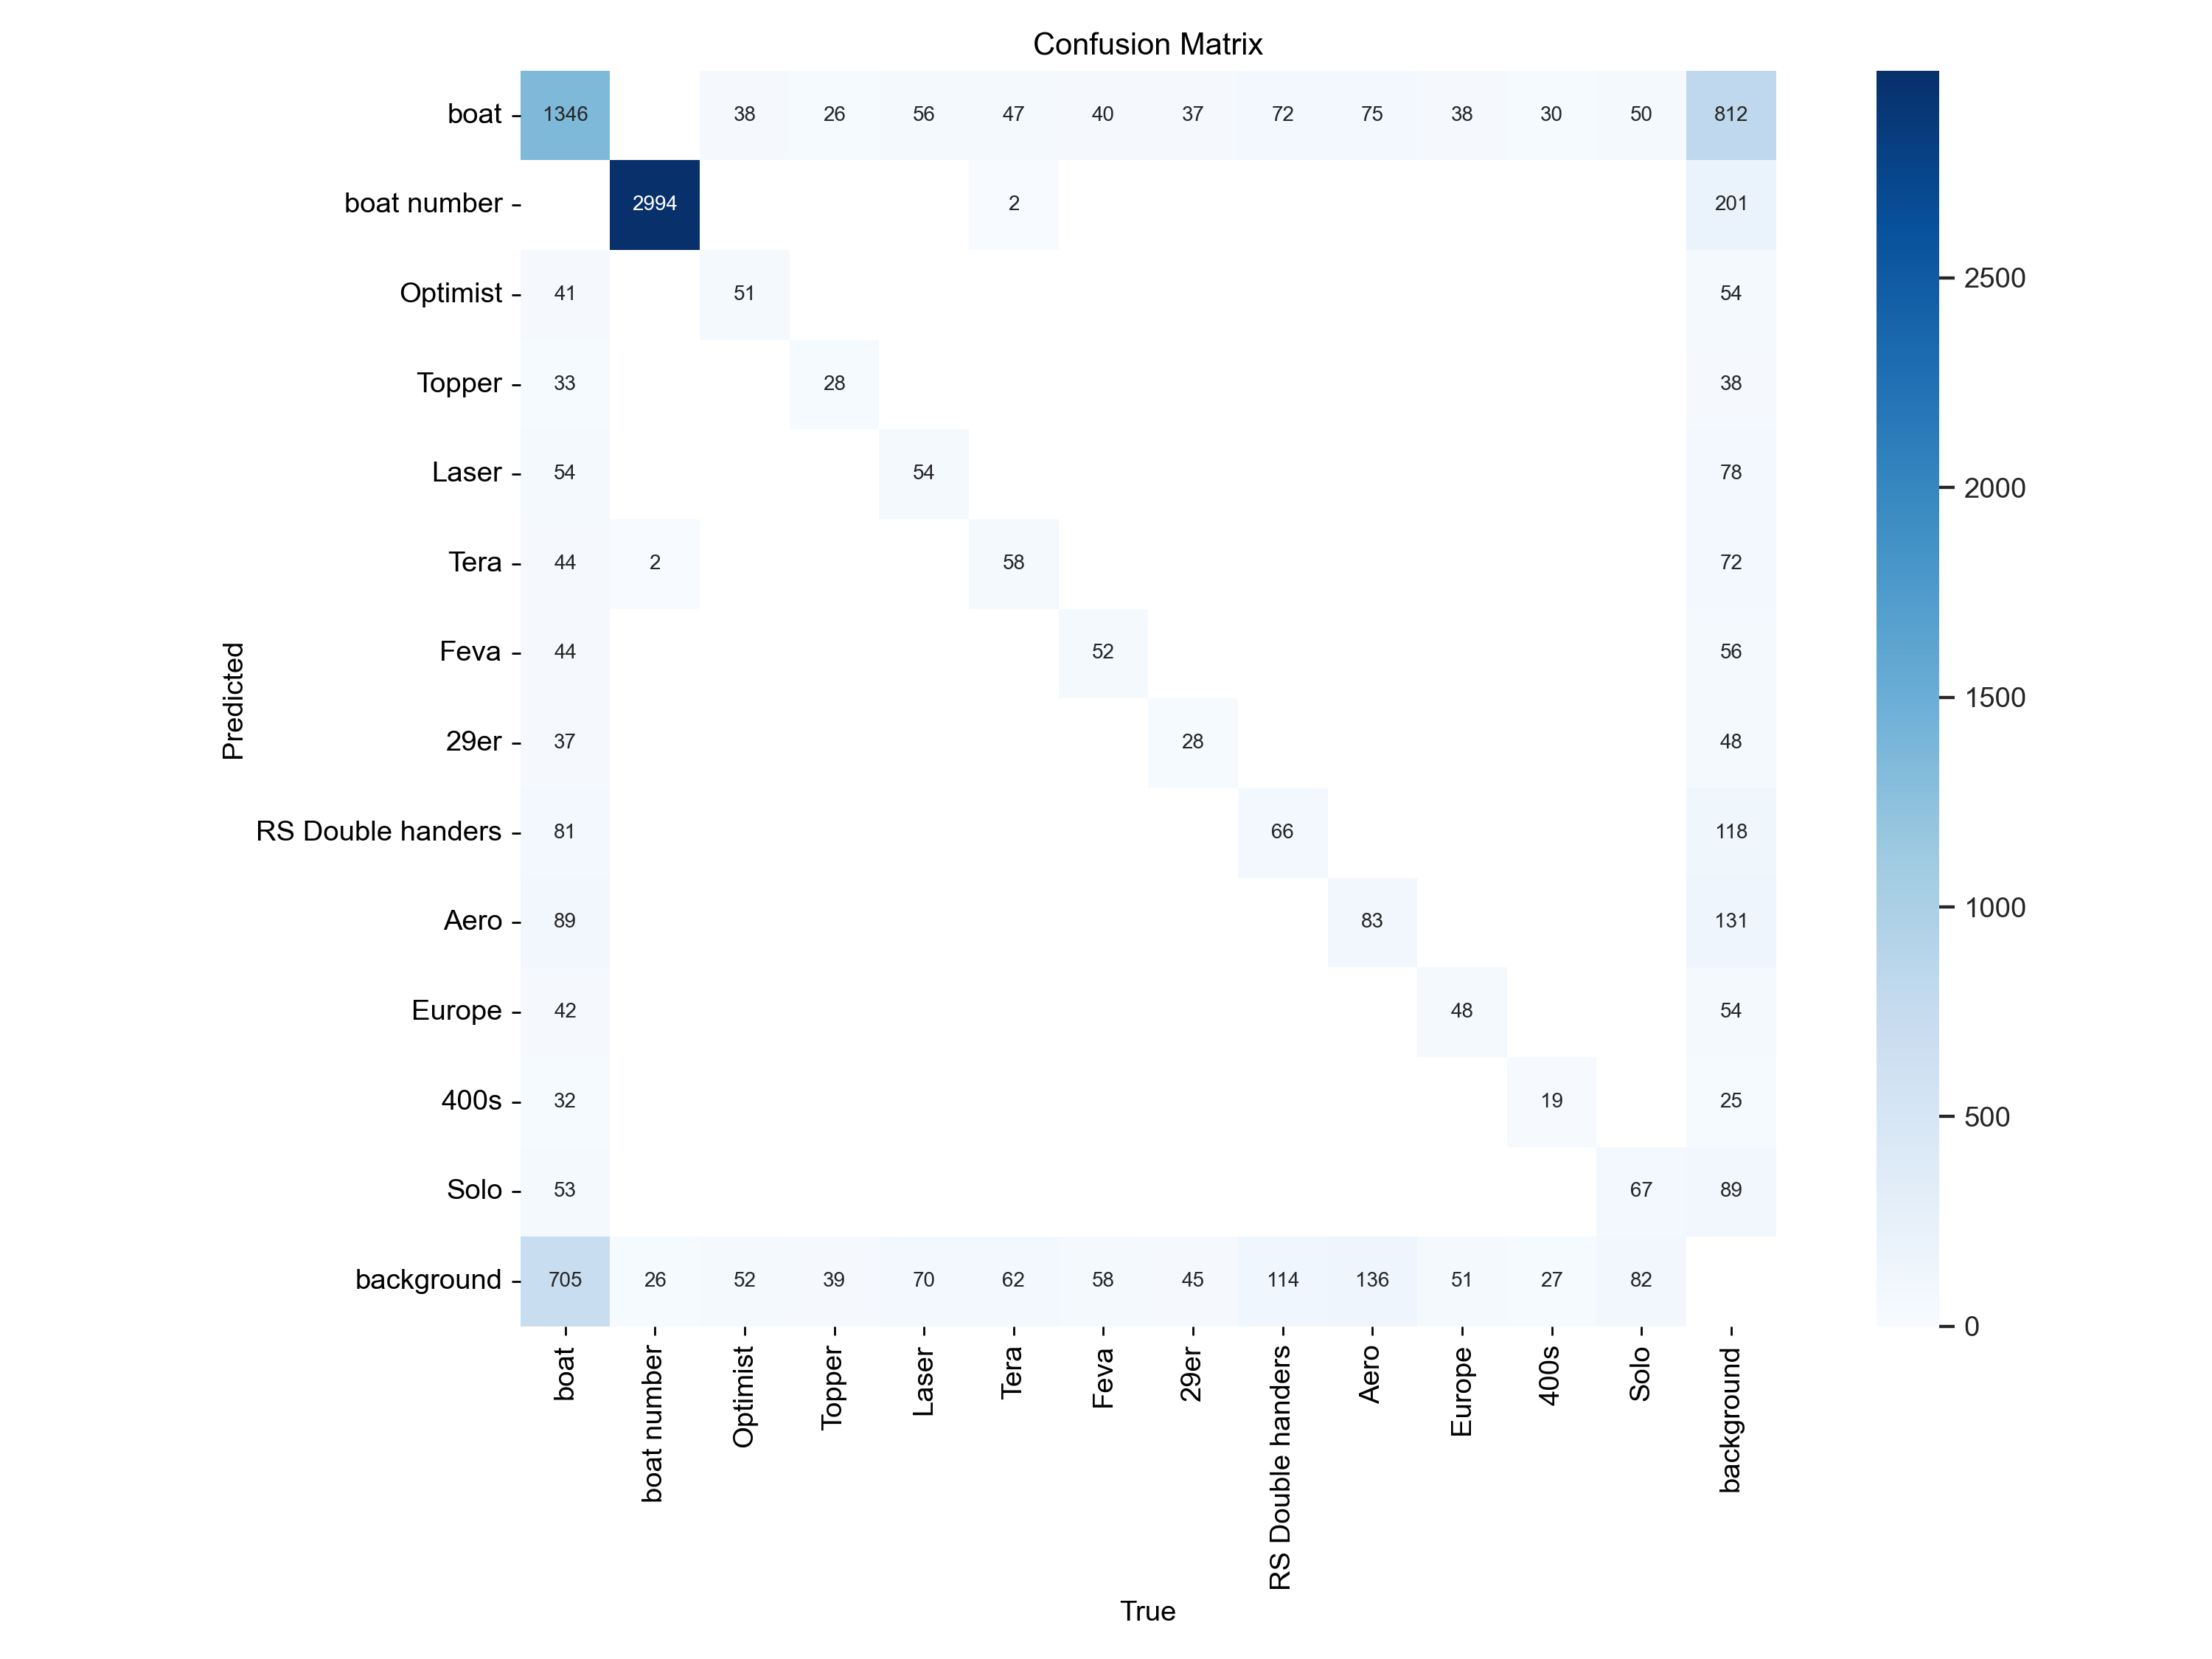 Confusion Matrix
boat 1346 38 26 56 47 40 37 72 75 38 30 50 812
boat number 2994 2 201
Optimist 41 51 54
Topper 33 28 38
Laser 54 54 78
Tera 44 2 58 72
Feva 44 52 56
29er 37 28 48
RS Double handers 81 66 118
Aero 89 83 131
Europe 42 48 54
400s 32 19 25
Solo 53 67 89
background 705 26 52 39 70 62 58 45 114 136 51 27 82
boat boat number Optimist Topper Laser Tera Feva 29er RS Double handers Aero Europe 400s Solo background
True
Predicted
2500
2000
1500
1000
500
0